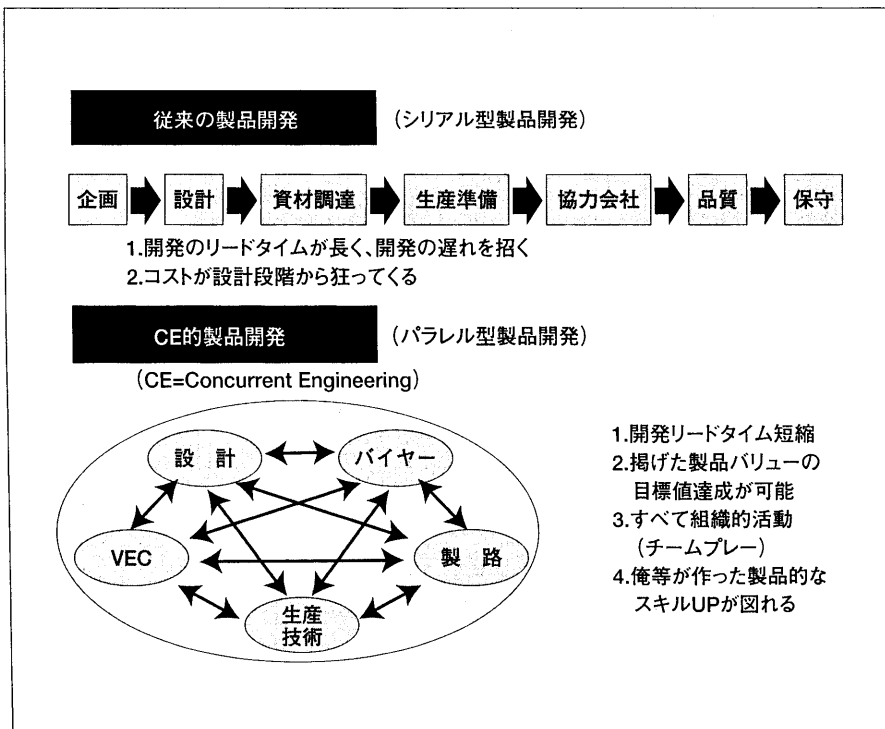 従来の製品開発 (シリアル型製品開発)
企画 設計 資材調達 生産準備 協力会社 品質 保守
1.開発のリードタイムが長く、開発の遅れを招く
2.コストが設計段階から狂ってくる
CE的製品開発 (パラレル型製品開発)
(CE=Concurrent Engineering)
設 計 バイヤー
VEC 製 路
生産
技術
1.開発リードタイム短縮
2.掲げた製品バリューの
目標値達成が可能
3.すべて組織的活動
(チームプレー)
4.俺等が作った製品的な
スキルUPが図れる